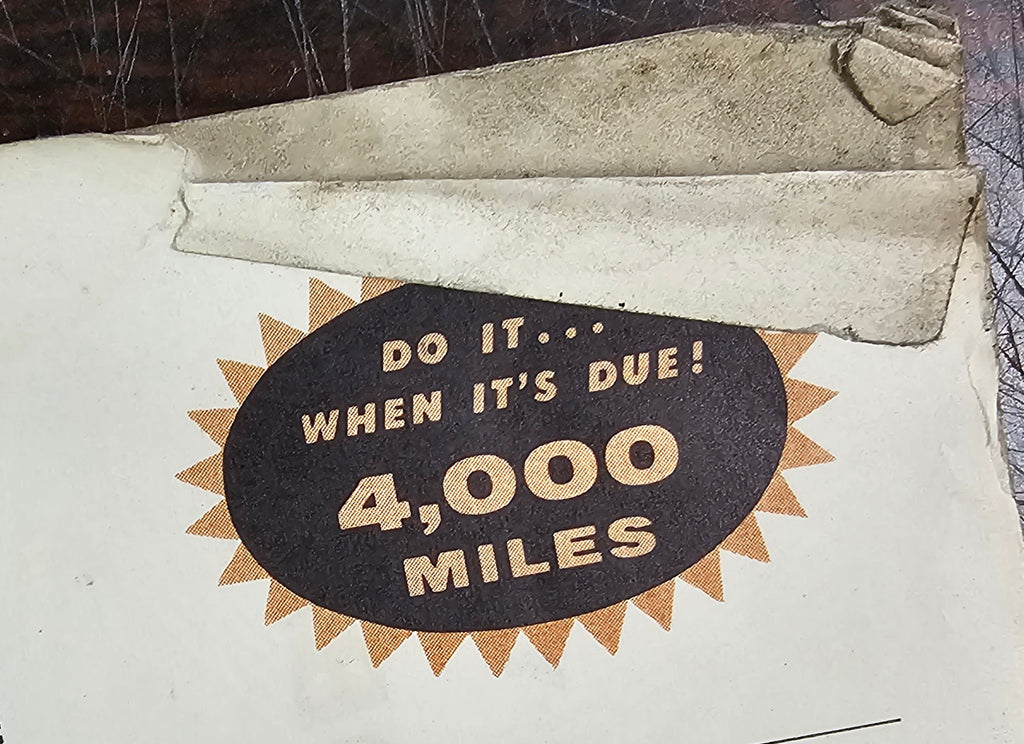 DO IT...
WHEN IT'S DUE!
4,000
MILES